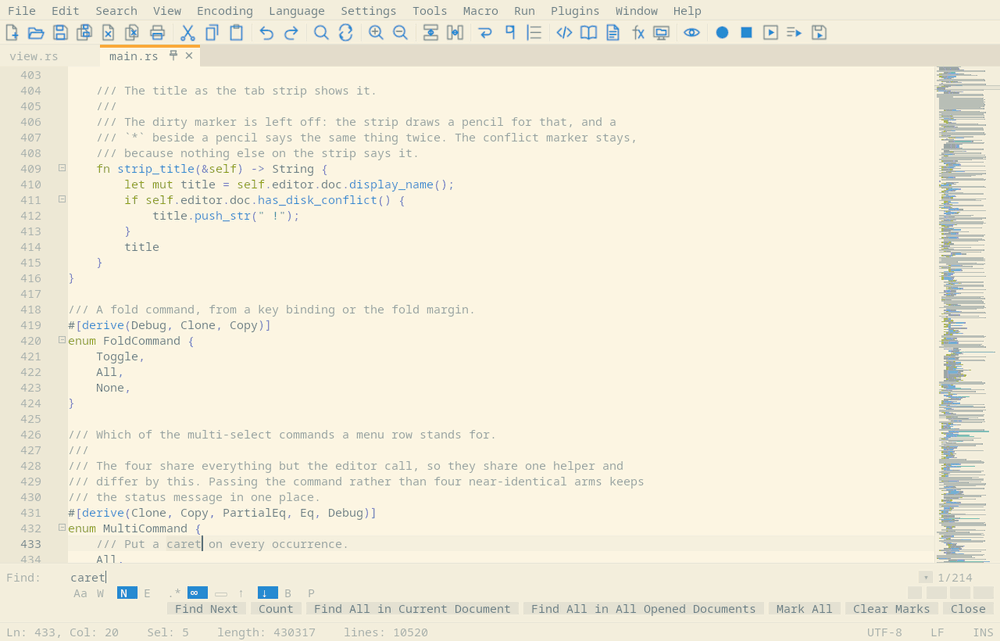 File Edit Search View Encoding Language Settings Tools Macro Run Plugins Window Help
view.rs main.rs
403
404 /// The title as the tab strip shows it.
405 ///
406 /// The dirty marker is left off: the strip draws a pencil for that, and a
407 /// `*` beside a pencil says the same thing twice. The conflict marker stays,
408 /// because nothing else on the strip says it.
409 fn strip_title(&self) -> String {
410 let mut title = self.editor.doc.display_name();
411 if self.editor.doc.has_disk_conflict() {
412 title.push_str(" !");
413 }
414 title
415 }
416 }
417
418 /// A fold command, from a key binding or the fold margin.
419 #[derive(Debug, Clone, Copy)]
420 enum FoldCommand {
421 Toggle,
422 All,
423 None,
424 }
425
426 /// Which of the multi-select commands a menu row stands for.
427 ///
428 /// The four share everything but the editor call, so they share one helper and
429 /// differ by this. Passing the command rather than four near-identical arms keeps
430 /// the status message in one place.
431 #[derive(Clone, Copy, PartialEq, Eq, Debug)]
432 enum MultiCommand {
433 /// Put a caret on every occurrence.
434 All,
Find: caret 1/214
Aa W N E .* ∞ ↑ ↓ B P
Find Next Count Find All in Current Document Find All in All Opened Documents Mark All Clear Marks Close
Ln: 433, Col: 20 Sel: 5 length: 430317 lines: 10520 UTF-8 LF INS